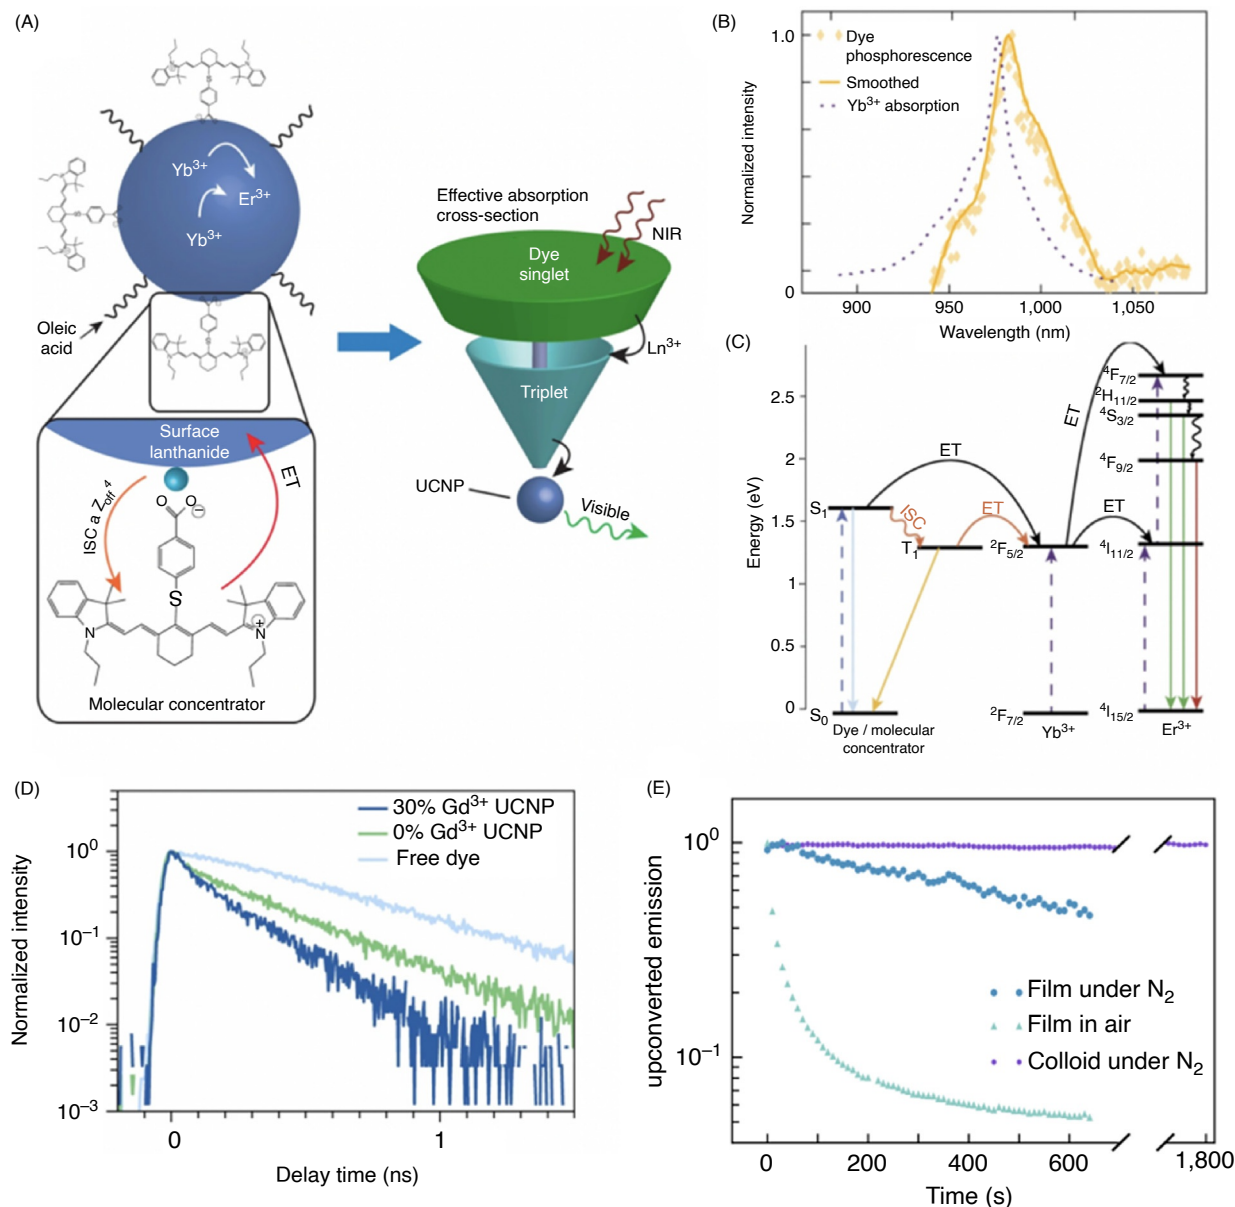 (A)
Yb³⁺
Er³⁺
Yb³⁺
Oleic
acid
Surface
lanthanide
ISC a Z_off⁴
ET
O
O
⊖
S
N
N
+
Molecular concentrator
Effective absorption
cross-section
NIR
Dye
singlet
Ln³⁺
Triplet
UCNP
Visible
(B)
Normalized intensity
1.0
0
Dye
phosphorescence
Smoothed
Yb³⁺ absorption
900
950
1,000
1,050
Wavelength (nm)
(C)
Energy (eV)
2.5
2
1.5
1
0.5
0
S₁
ISC
T₁
ET
ET
ET
ET
S₀
Dye / molecular
concentrator
²F₅/₂
²F₇/₂
Yb³⁺
⁴F₇/₂
²H₁₁/₂
⁴S₃/₂
⁴F₉/₂
⁴I₁₁/₂
⁴I₁₅/₂
Er³⁺
(D)
Normalized intensity
10⁰
10⁻¹
10⁻²
10⁻³
30% Gd³⁺ UCNP
0% Gd³⁺ UCNP
Free dye
0
1
Delay time (ns)
(E)
upconverted emission
10⁰
10⁻¹
Film under N₂
Film in air
Colloid under N₂
0
200
400
600
1,800
Time (s)